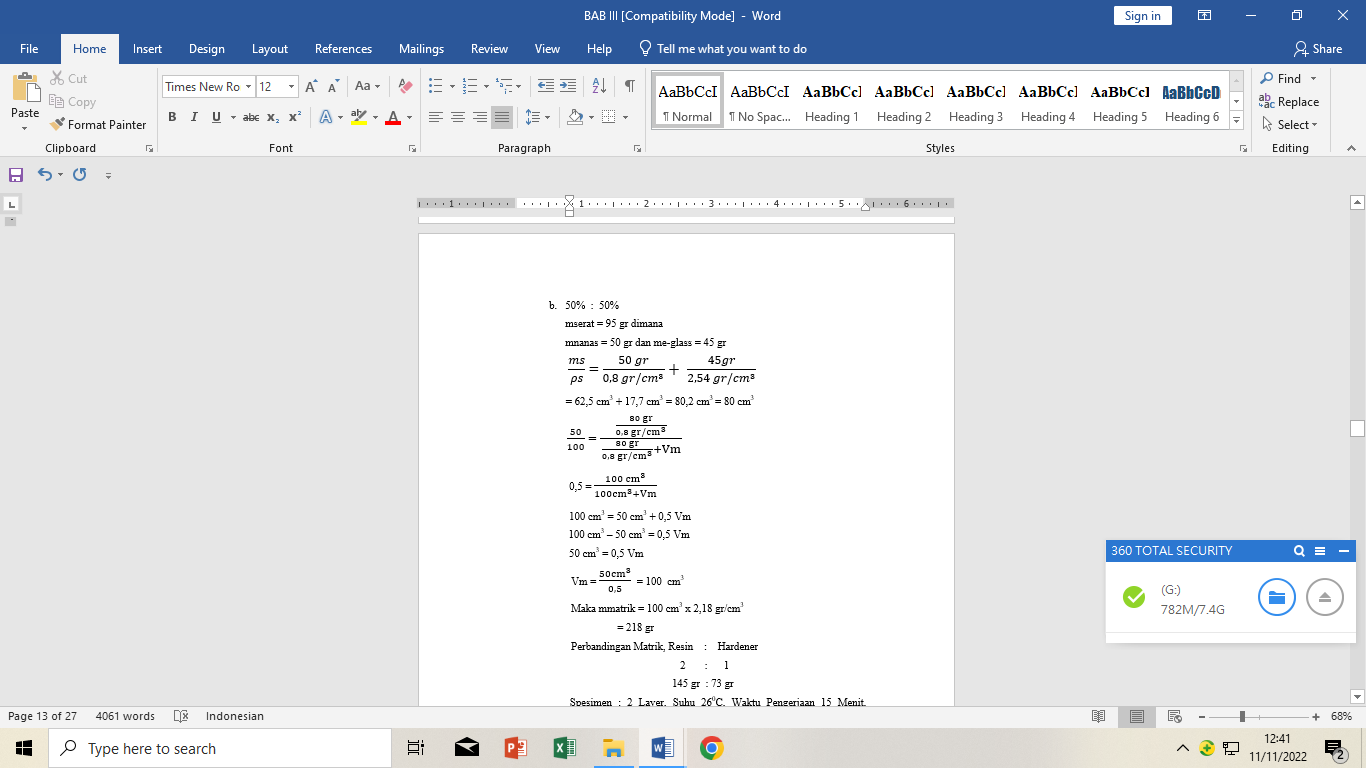 BAB III [Compatibility Mode] - Word
Sign in
File Home Insert Design Layout References Mailings Review View Help Tell me what you want to do Share
Paste
Cut
Copy
Format Painter
Clipboard
Times New Ro 12
Font
Paragraph
AaBbCcI AaBbCcI AaBbCcI AaBbCcI AaBbCcI AaBbCcI AaBbCcI AaBbCcD
¶ Normal ¶ No Spac... Heading 1 Heading 2 Heading 3 Heading 4 Heading 5 Heading 6
Styles
Find
Replace
Select
Editing
1 1 2 3 4 5 6
b. 50% : 50%
mserat = 95 gr dimana
mnanas = 50 gr dan me-glass = 45 gr
ms/ρs = 50 gr/0,8 gr/cm³ + 45gr/2,54 gr/cm³
= 62,5 cm³ + 17,7 cm³ = 80,2 cm³ = 80 cm³
50/100 = (80 gr/0,8 gr/cm³)/(80 gr/0,8 gr/cm³+Vm)
0,5 = 100 cm³/100cm³+Vm
100 cm³ = 50 cm³ + 0,5 Vm
100 cm³ – 50 cm³ = 0,5 Vm
50 cm³ = 0,5 Vm
Vm = 50cm³/0,5 = 100 cm³
Maka mmatrik = 100 cm³ x 2,18 gr/cm³
= 218 gr
Perbandingan Matrik, Resin : Hardener
2 : 1
145 gr : 73 gr
Spesimen : 2 Layer, Suhu 26⁰C, Waktu Pengerjaan 15 Menit,
360 TOTAL SECURITY
(G:)
782M/7.4G
Page 13 of 27 4061 words Indonesian 68%
Type here to search
12:41
11/11/2022
2